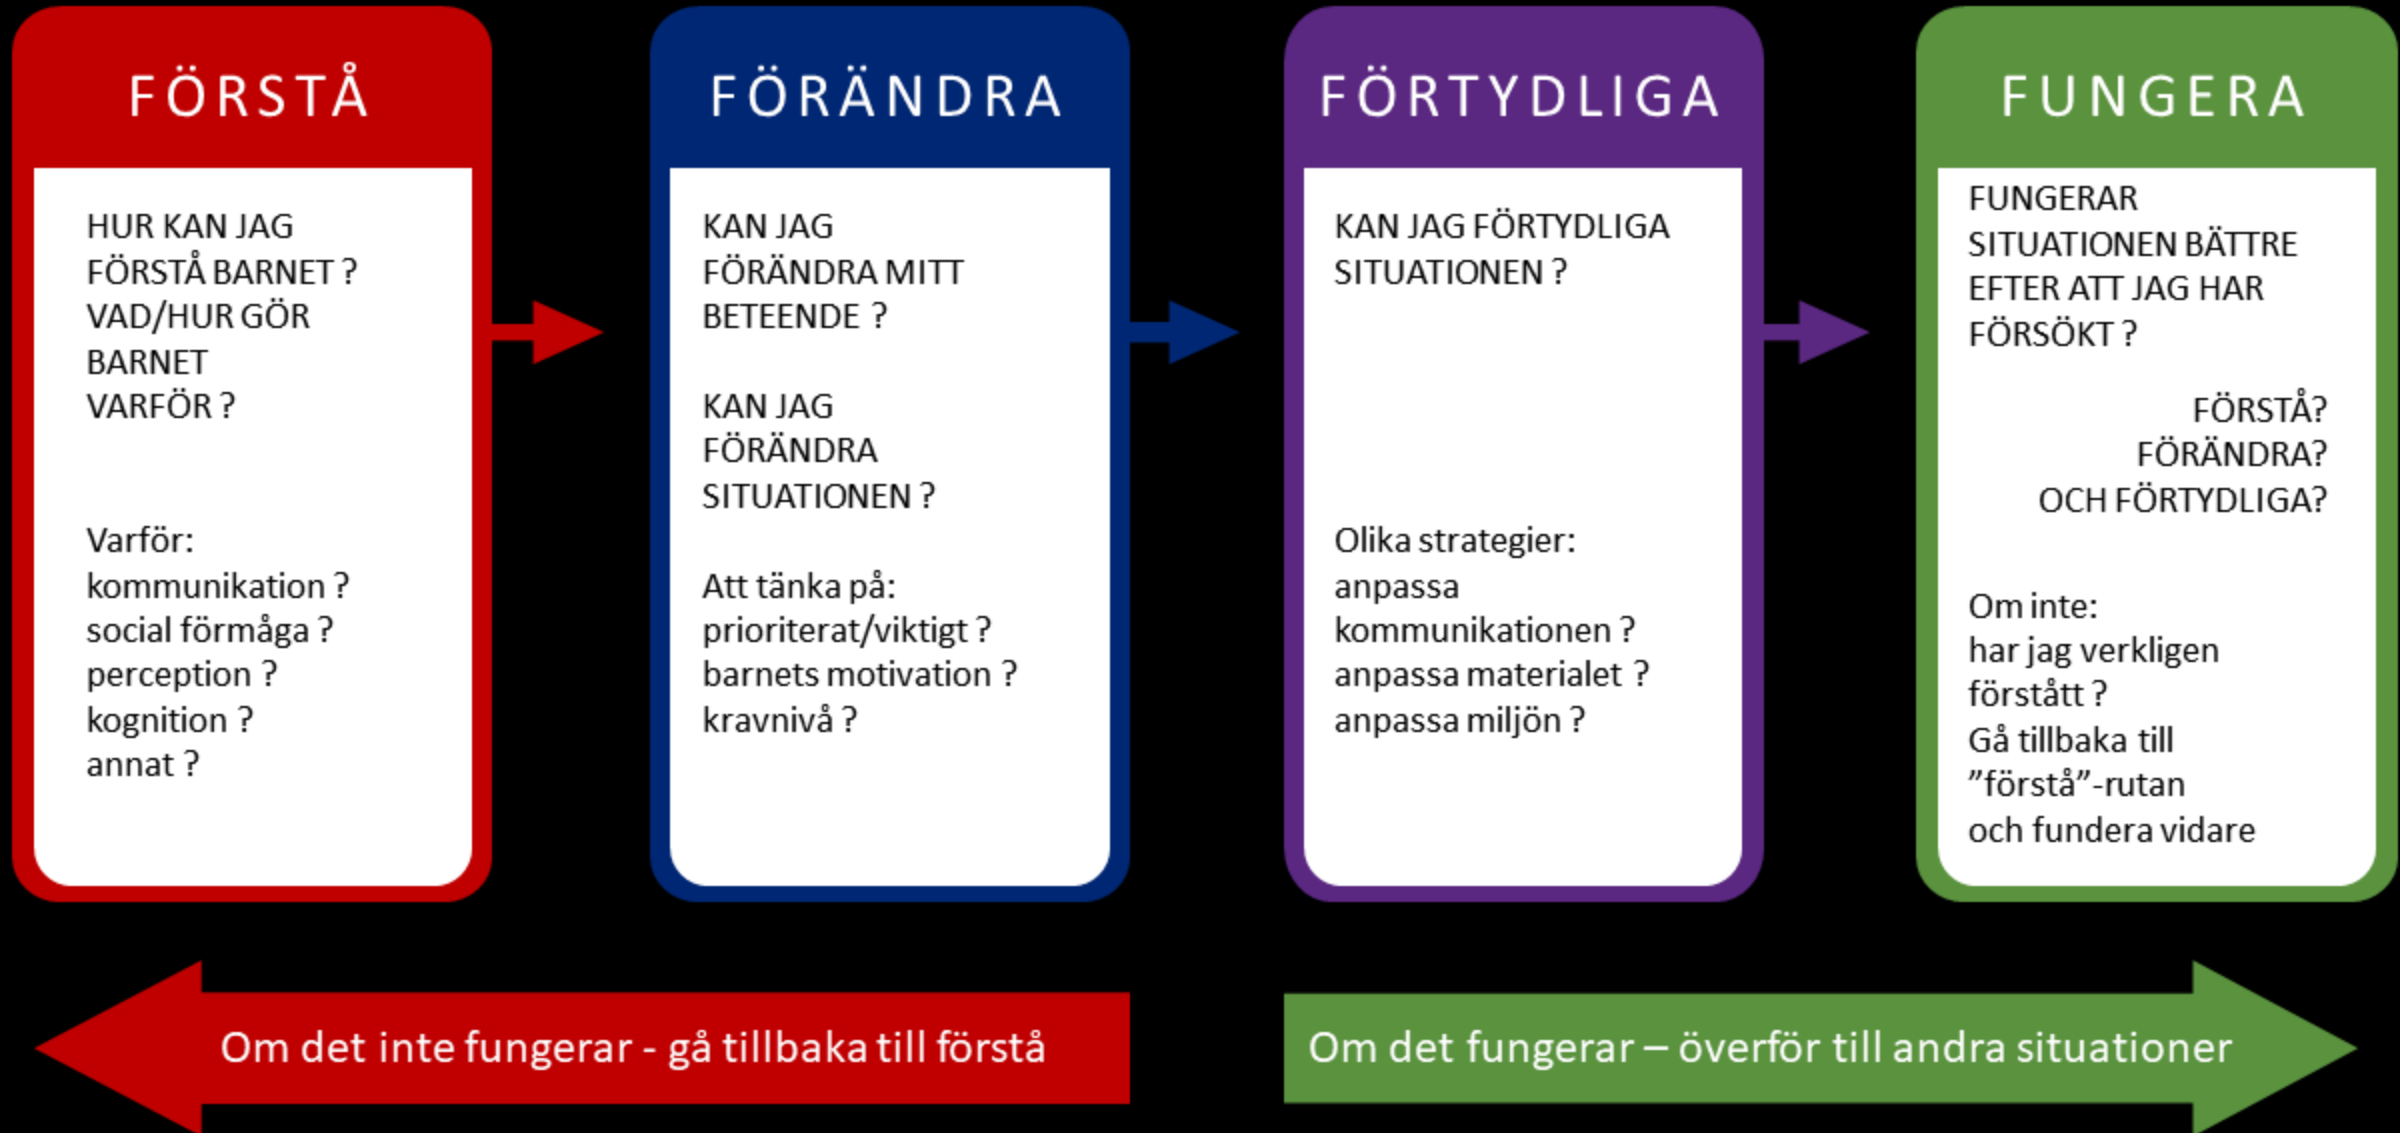 FÖRSTÅ
HUR KAN JAG
FÖRSTÅ BARNET ?
VAD/HUR GÖR
BARNET
VARFÖR ?
Varför:
kommunikation ?
social förmåga ?
perception ?
kognition ?
annat ?
FÖRÄNDRA
KAN JAG
FÖRÄNDRA MITT
BETEENDE ?
KAN JAG
FÖRÄNDRA
SITUATIONEN ?
Att tänka på:
prioriterat/viktigt ?
barnets motivation ?
kravnivå ?
FÖRTYDLIGA
KAN JAG FÖRTYDLIGA
SITUATIONEN ?
Olika strategier:
anpassa
kommunikationen ?
anpassa materialet ?
anpassa miljön ?
FUNGERA
FUNGERAR
SITUATIONEN BÄTTRE
EFTER ATT JAG HAR
FÖRSÖKT ?
FÖRSTÅ?
FÖRÄNDRA?
OCH FÖRTYDLIGA?
Om inte:
har jag verkligen
förstått ?
Gå tillbaka till
”förstå”-rutan
och fundera vidare
Om det inte fungerar - gå tillbaka till förstå
Om det fungerar – överför till andra situationer